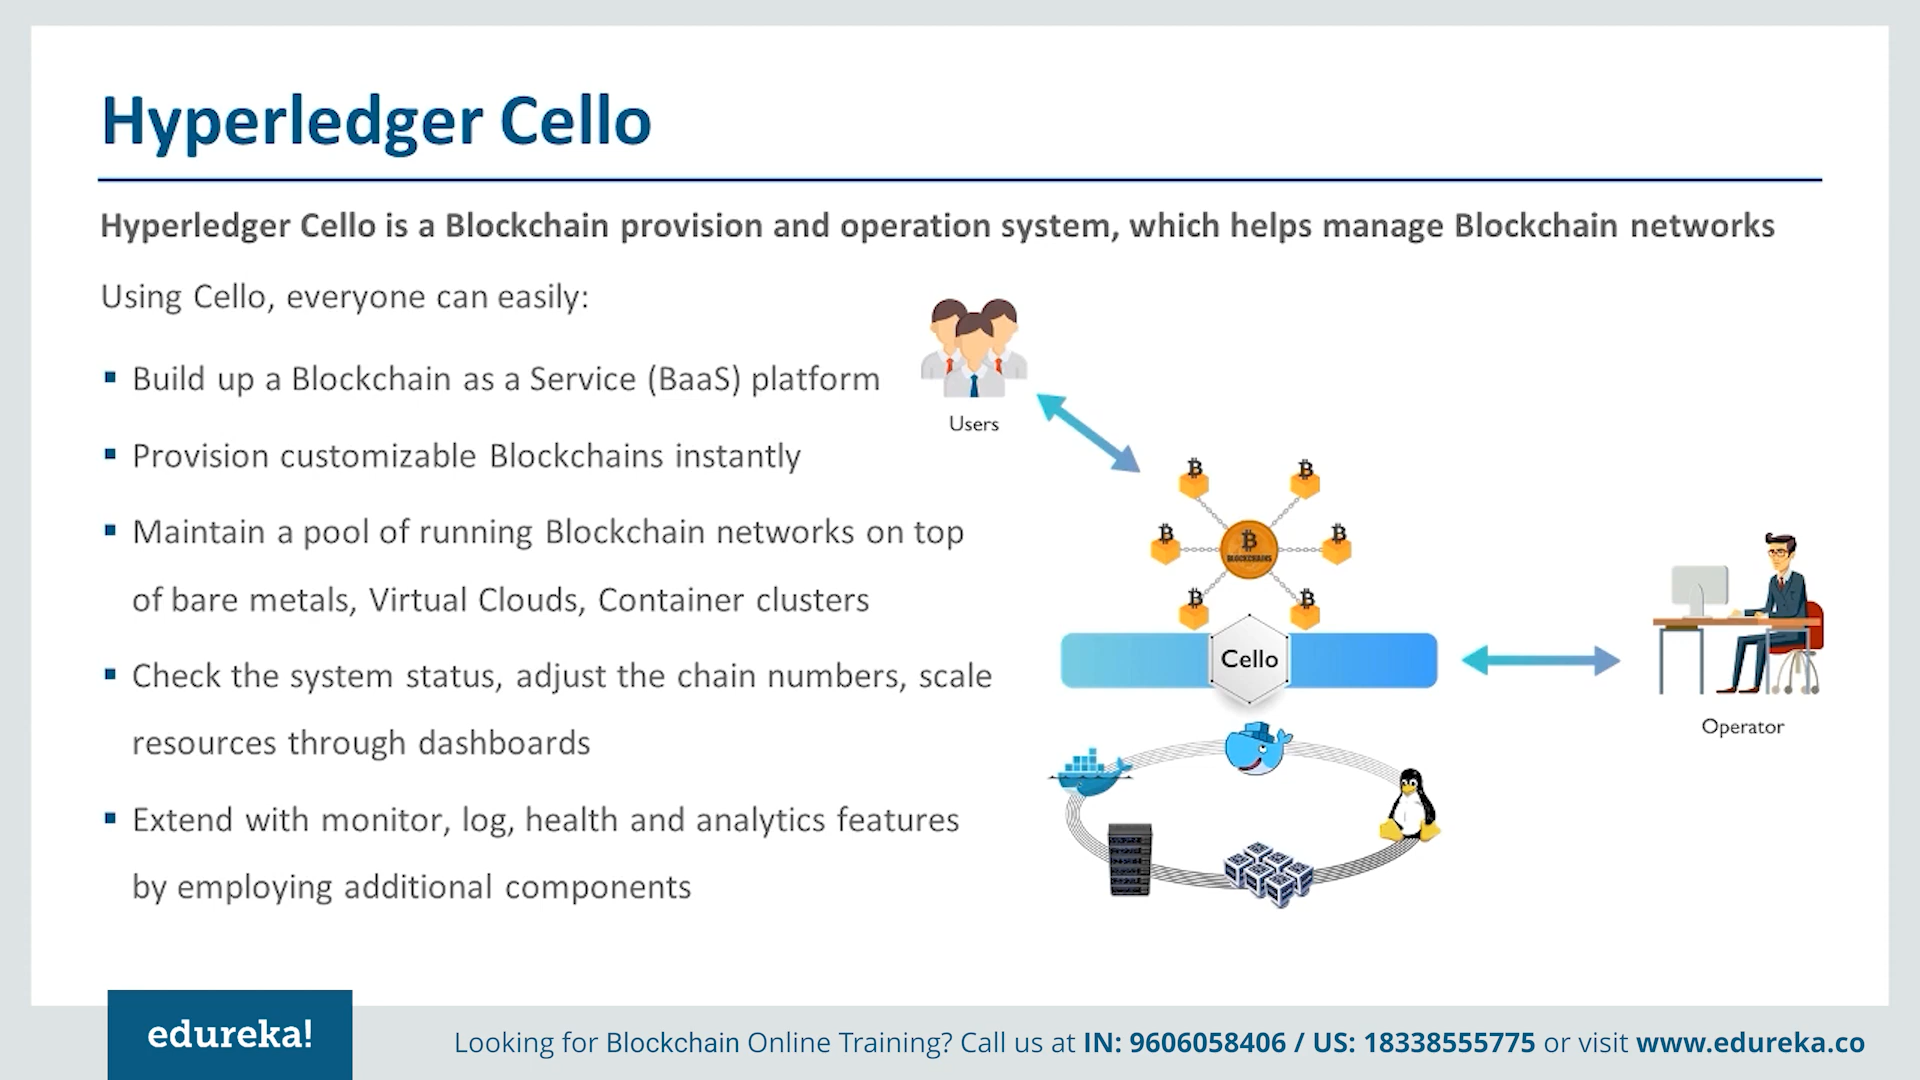 Hyperledger Cello
Hyperledger Cello is a Blockchain provision and operation system, which helps manage Blockchain networks
Using Cello, everyone can easily:
▪ Build up a Blockchain as a Service (BaaS) platform
▪ Provision customizable Blockchains instantly
▪ Maintain a pool of running Blockchain networks on top
of bare metals, Virtual Clouds, Container clusters
▪ Check the system status, adjust the chain numbers, scale
resources through dashboards
▪ Extend with monitor, log, health and analytics features
by employing additional components
Users
BLOCKCHAINS
Cello
Operator
edureka!
Looking for Blockchain Online Training? Call us at IN: 9606058406 / US: 18338555775 or visit www.edureka.co